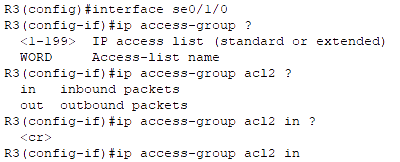 R3(config)#interface se0/1/0
R3(config-if)#ip access-group ?
  <1-199>  IP access list (standard or extended)
  WORD     Access-list name
R3(config-if)#ip access-group acl2 ?
  in   inbound packets
  out  outbound packets
R3(config-if)#ip access-group acl2 in ?
  <cr>
R3(config-if)#ip access-group acl2 in